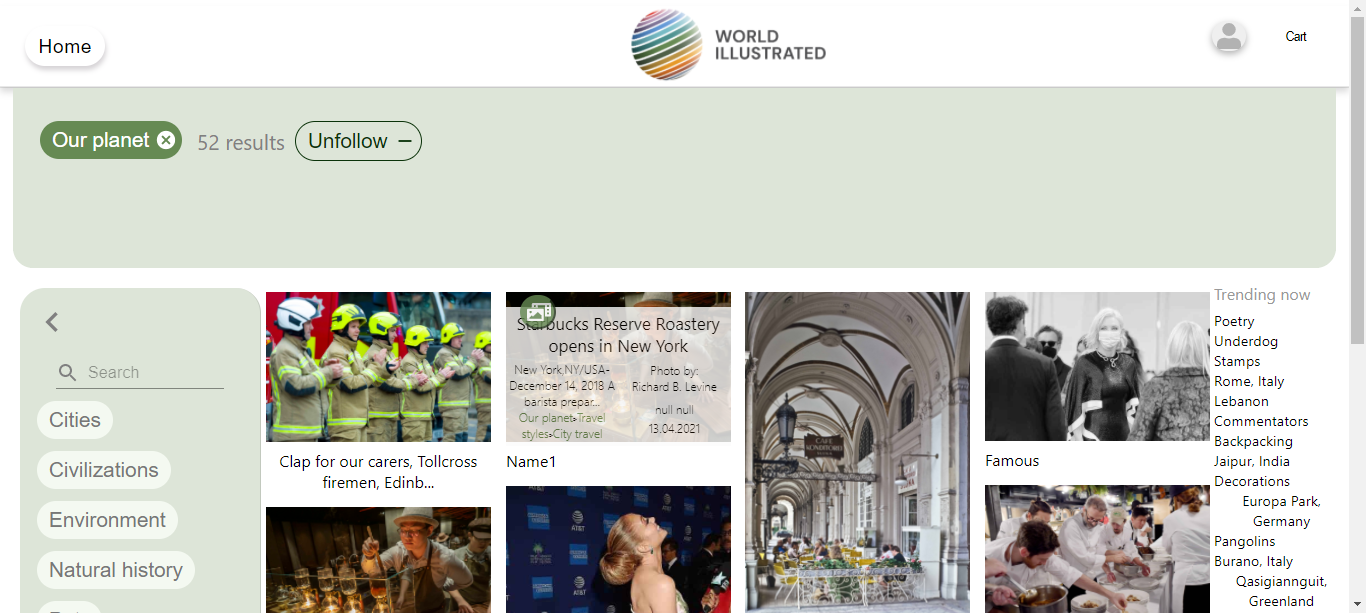 Home
WORLD
ILLUSTRATED
Cart
Our planet
52 results
Unfollow
Search
Cities
Civilizations
Environment
Natural history
Clap for our carers, Tollcross
firemen, Edinb...
Starbucks Reserve Roastery
opens in New York
New York,NY/USA-
December 14, 2018 A
barista prepar...
Our planet>Travel
styles>City travel
Photo by:
Richard B. Levine
null null
13.04.2021
Name1
AT&T
CAFE
KONDITOREI
Famous
Trending now
Poetry
Underdog
Stamps
Rome, Italy
Lebanon
Commentators
Backpacking
Jaipur, India
Decorations
Europa Park,
Germany
Pangolins
Burano, Italy
Qasigiannguit,
Greenland